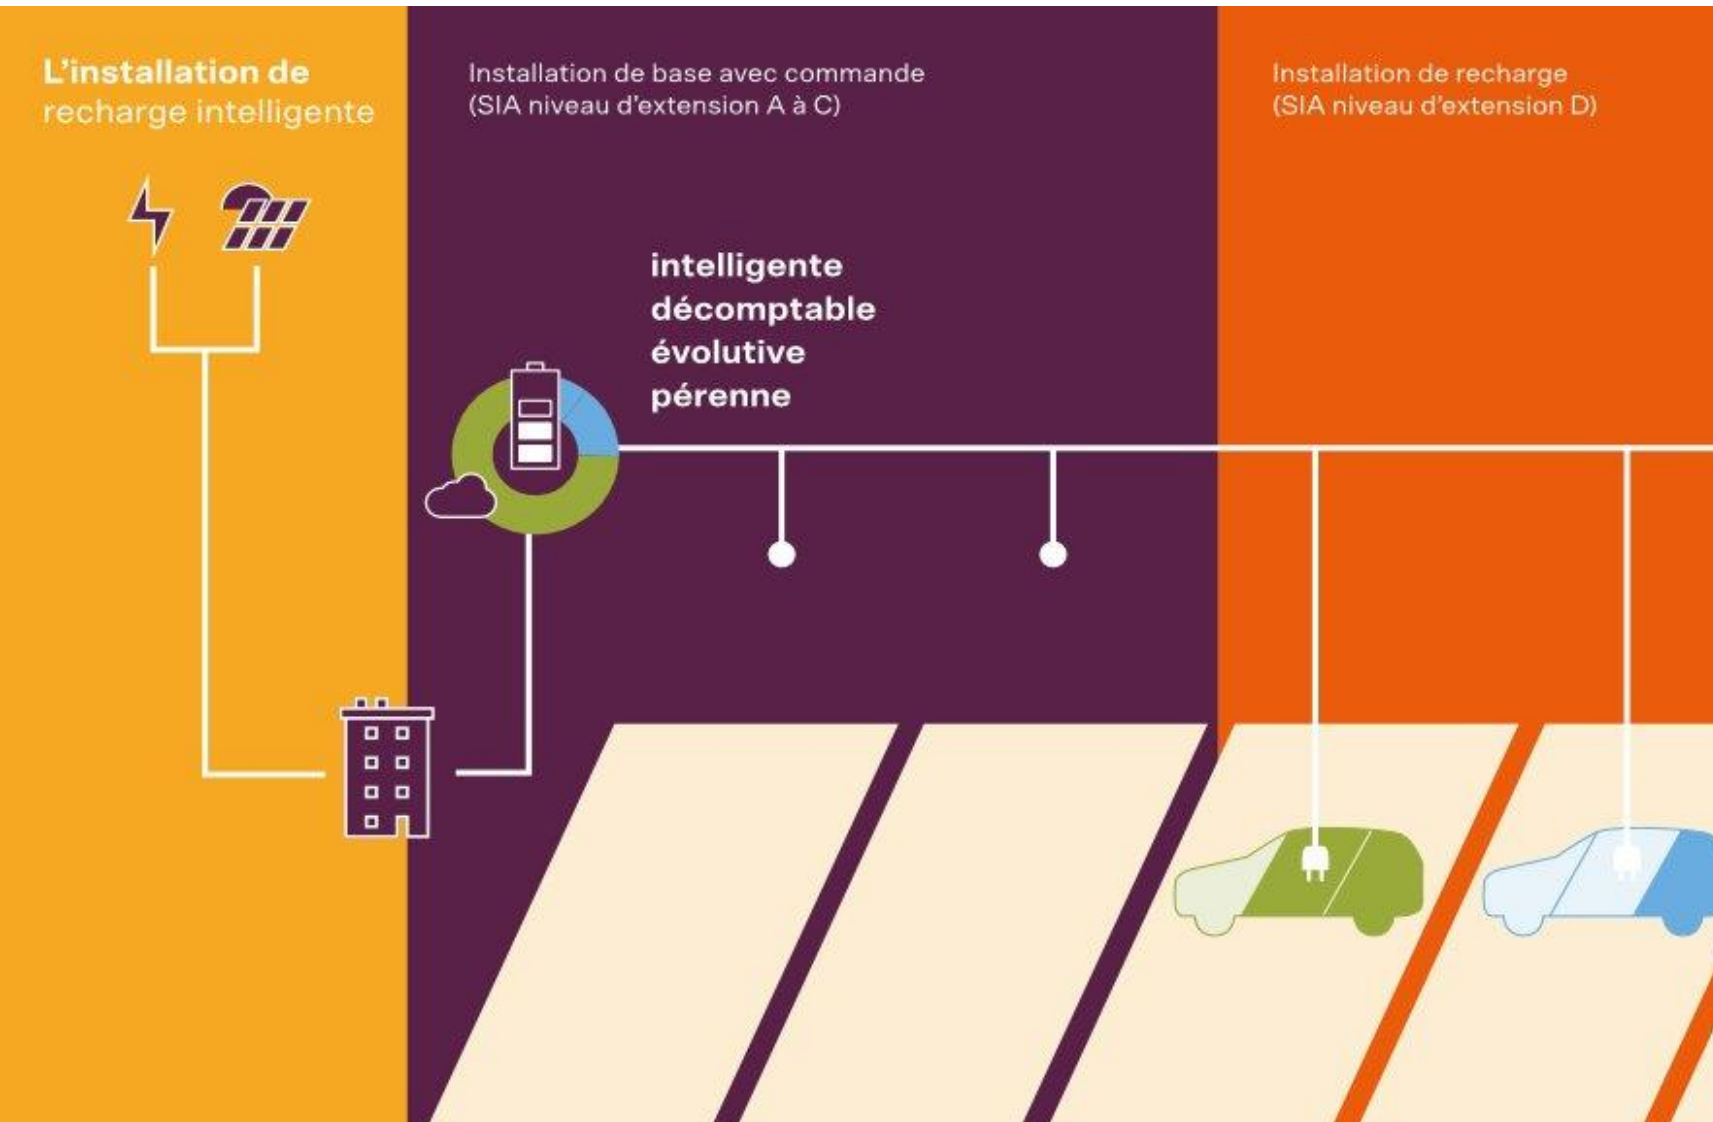 L'installation de
recharge intelligente
Installation de base avec commande
(SIA niveau d'extension A à C)
Installation de recharge
(SIA niveau d'extension D)
intelligente
décomptable
évolutive
pérenne